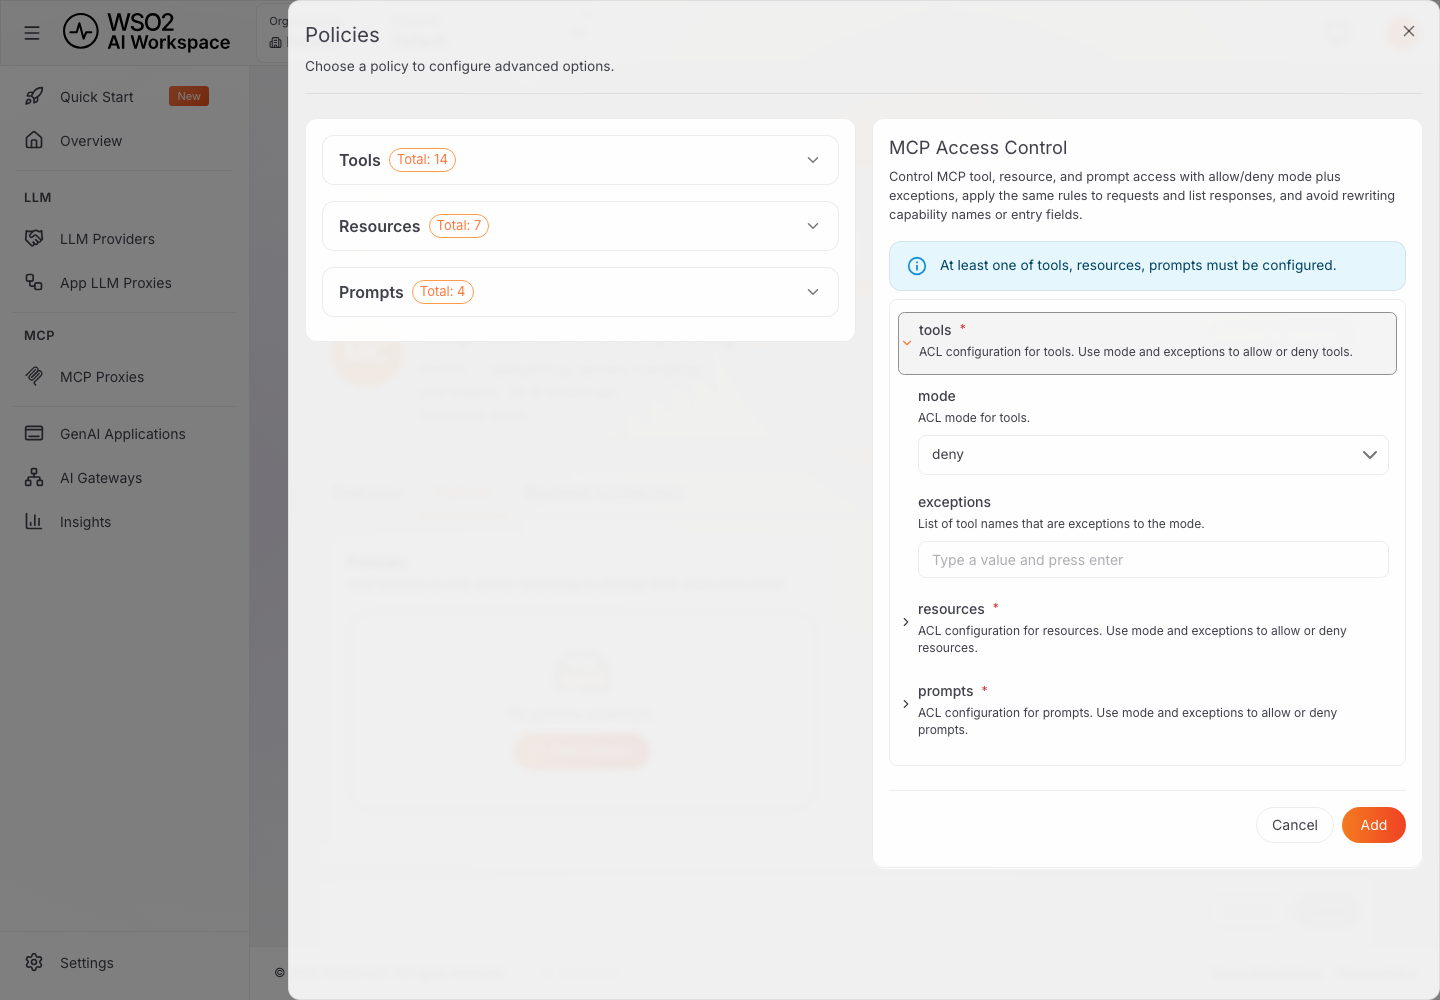 WSO2
AI Workspace
Org
Quick Start
New
Overview
LLM
LLM Providers
App LLM Proxies
MCP
MCP Proxies
GenAI Applications
AI Gateways
Insights
Settings
©
Policies
Choose a policy to configure advanced options.
Tools
Total: 14
Resources
Total: 7
Prompts
Total: 4
MCP Access Control
Control MCP tool, resource, and prompt access with allow/deny mode plus
exceptions, apply the same rules to requests and list responses, and avoid rewriting
capability names or entry fields.
At least one of tools, resources, prompts must be configured.
tools *
ACL configuration for tools. Use mode and exceptions to allow or deny tools.
mode
ACL mode for tools.
deny
exceptions
List of tool names that are exceptions to the mode.
Type a value and press enter
resources *
ACL configuration for resources. Use mode and exceptions to allow or deny
resources.
prompts *
ACL configuration for prompts. Use mode and exceptions to allow or deny
prompts.
Cancel
Add